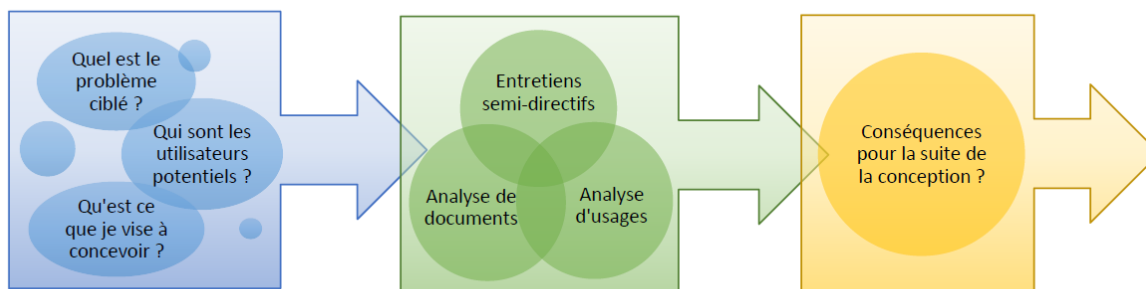 Quel est le
problème
ciblé ?
Qui sont les
utilisateurs
potentiels ?
Qu'est ce
que je vise à
concevoir ?
Entretiens
semi-directifs
Analyse de
documents
Analyse
d'usages
Conséquences
pour la suite de
la conception ?